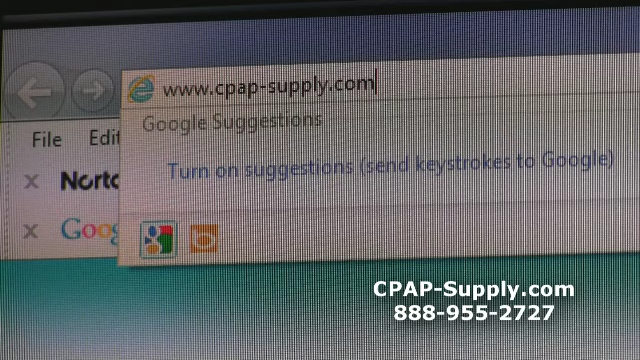 www.cpap-supply.com
Google Suggestions
File Edit
Turn on suggestions (send keystrokes to Google)
x
x
CPAP-Supply.com
888-955-2727